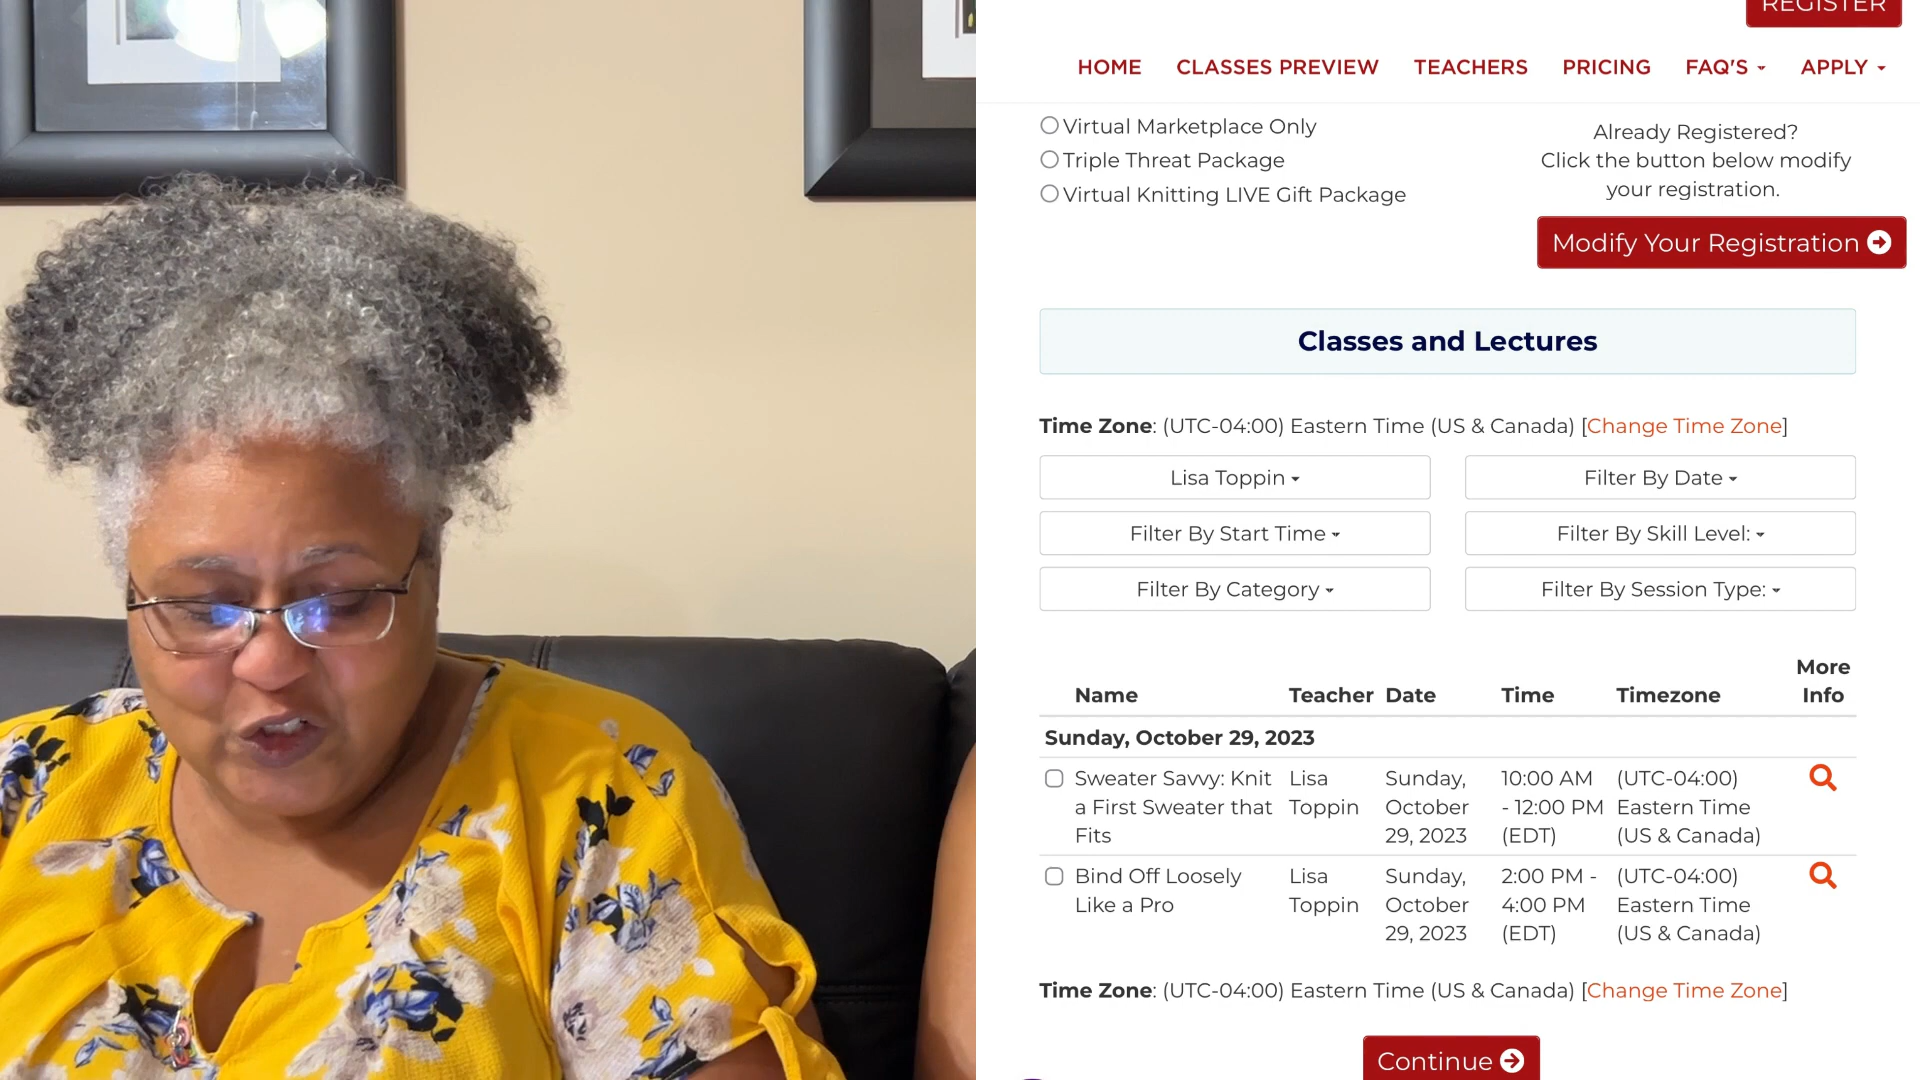 REGISTER
HOME CLASSES PREVIEW TEACHERS PRICING FAQ'S APPLY
Virtual Marketplace Only
Triple Threat Package
Virtual Knitting LIVE Gift Package
Already Registered?
Click the button below modify
your registration.
Modify Your Registration
Classes and Lectures
Time Zone: (UTC-04:00) Eastern Time (US & Canada) [Change Time Zone]
Lisa Toppin Filter By Date
Filter By Start Time Filter By Skill Level:
Filter By Category Filter By Session Type:
More
Name Teacher Date Time Timezone Info
Sunday, October 29, 2023
Sweater Savvy: Knit Lisa Sunday, 10:00 AM (UTC-04:00)
a First Sweater that Toppin October - 12:00 PM Eastern Time
Fits 29, 2023 (EDT) (US & Canada)
Bind Off Loosely Lisa Sunday, 2:00 PM - (UTC-04:00)
Like a Pro Toppin October 4:00 PM Eastern Time
29, 2023 (EDT) (US & Canada)
Time Zone: (UTC-04:00) Eastern Time (US & Canada) [Change Time Zone]
Continue